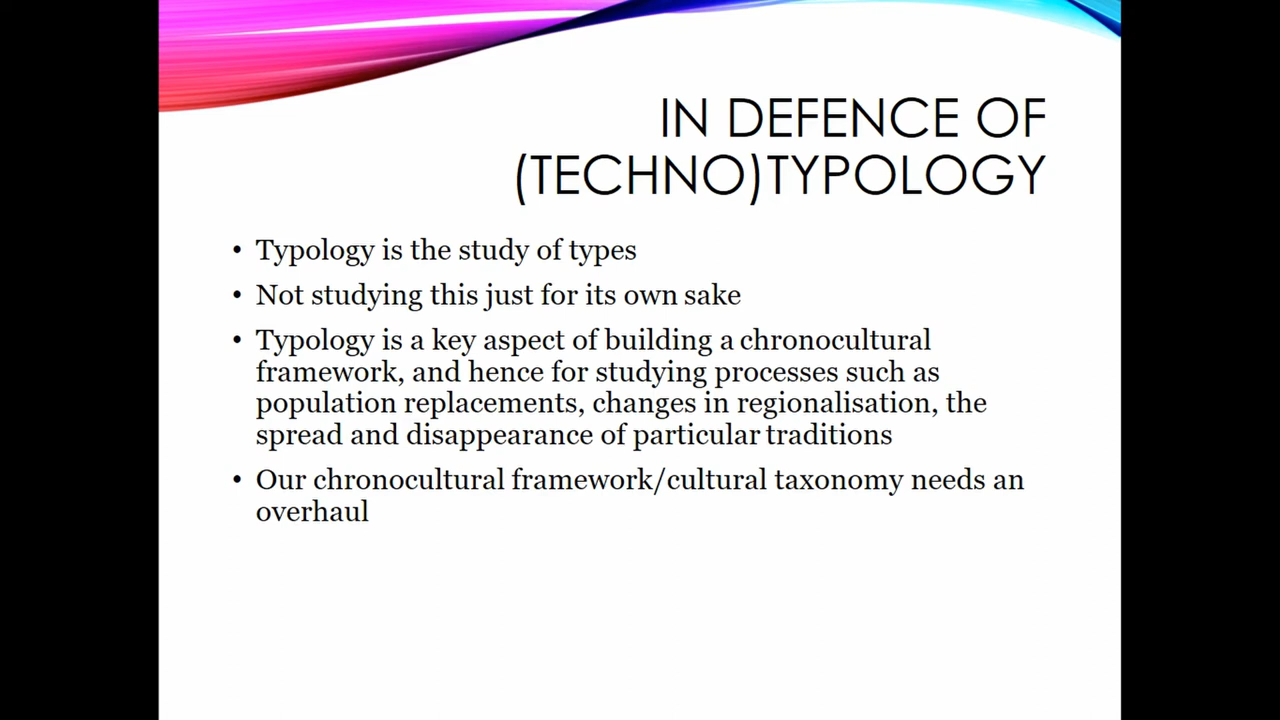 IN DEFENCE OF
(TECHNO)TYPOLOGY
• Typology is the study of types
• Not studying this just for its own sake
• Typology is a key aspect of building a chronocultural
framework, and hence for studying processes such as
population replacements, changes in regionalisation, the
spread and disappearance of particular traditions
• Our chronocultural framework/cultural taxonomy needs an
overhaul